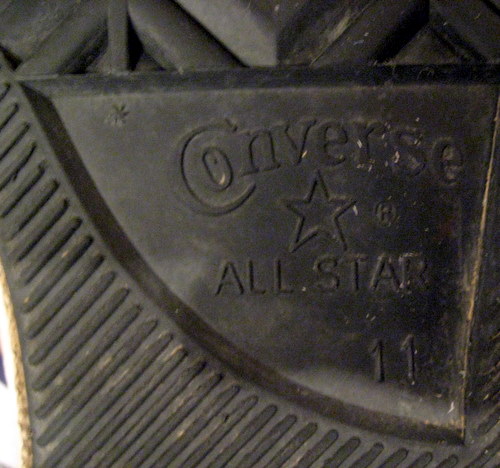 Converse
®
ALL STAR
11